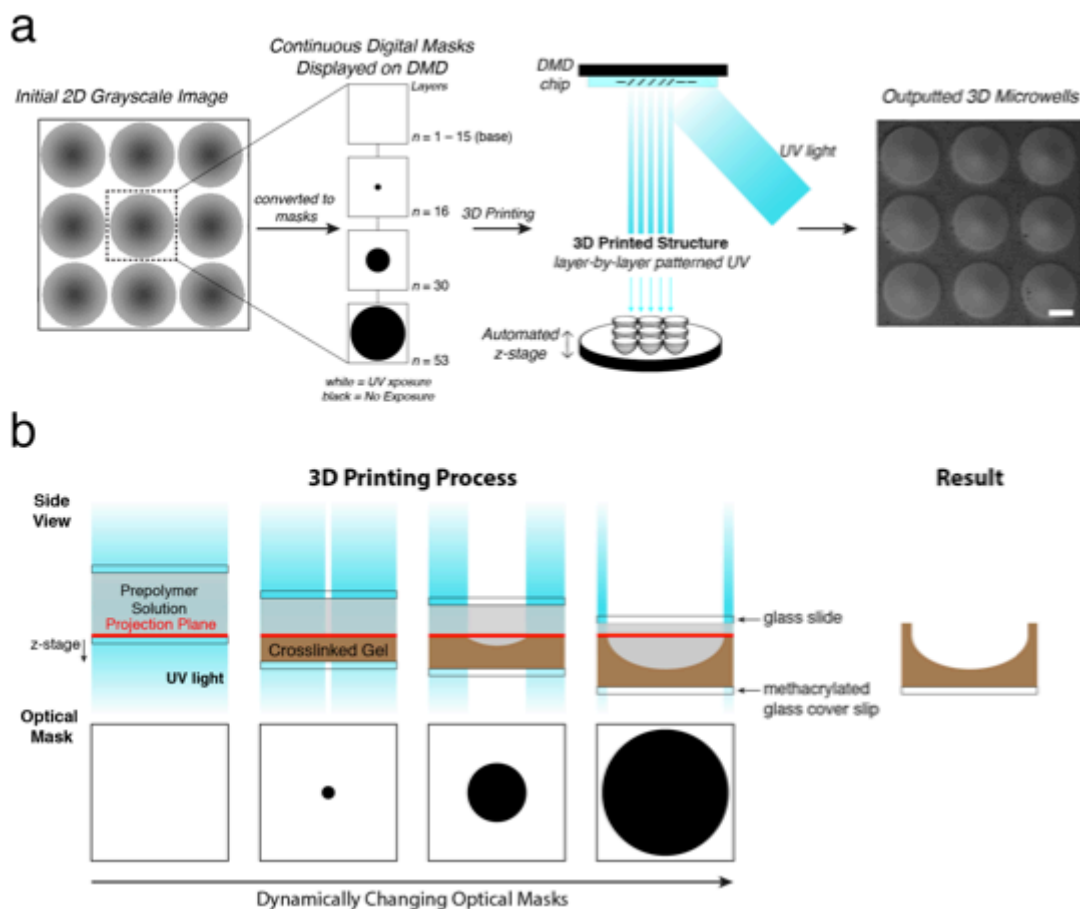 a
Continuous Digital Masks
Displayed on DMD
Initial 2D Grayscale Image
Layers
n = 1 – 15 (base)
converted to
masks
n = 16
n = 30
n = 53
white = UV xposure
black = No Exposure
3D Printing
DMD
chip
UV light
3D Printed Structure
layer-by-layer patterned UV
Automated
z-stage
Outputted 3D Microwells
b
3D Printing Process
Result
Side
View
Prepolymer
Solution
Projection Plane
z-stage
UV light
Crosslinked Gel
glass slide
methacrylated
glass cover slip
Optical
Mask
Dynamically Changing Optical Masks